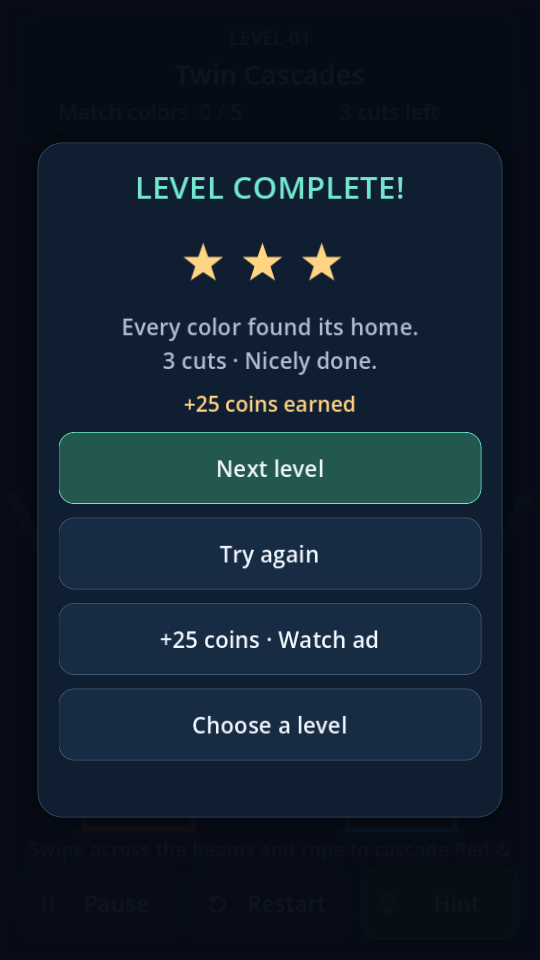 LEVEL 01
Twin Cascades
Match colors 0 / 5
3 cuts left
LEVEL COMPLETE!
Every color found its home.
3 cuts · Nicely done.
+25 coins earned
Next level
Try again
+25 coins · Watch ad
Choose a level
Swipe across the beams and rope to cascade Red &
Pause
Restart
Hint